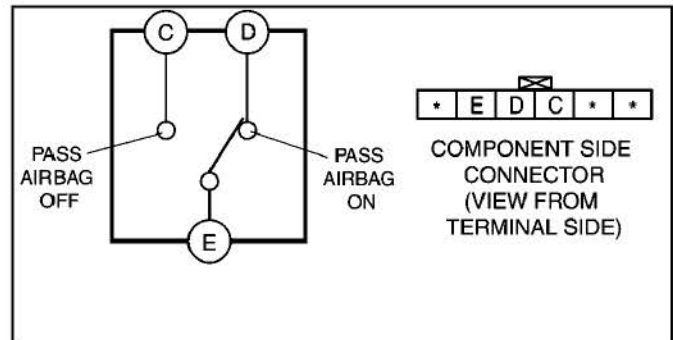 C D
* E D C * *
PASS
AIRBAG
OFF
PASS
AIRBAG
ON
E
COMPONENT SIDE
CONNECTOR
(VIEW FROM
TERMINAL SIDE)